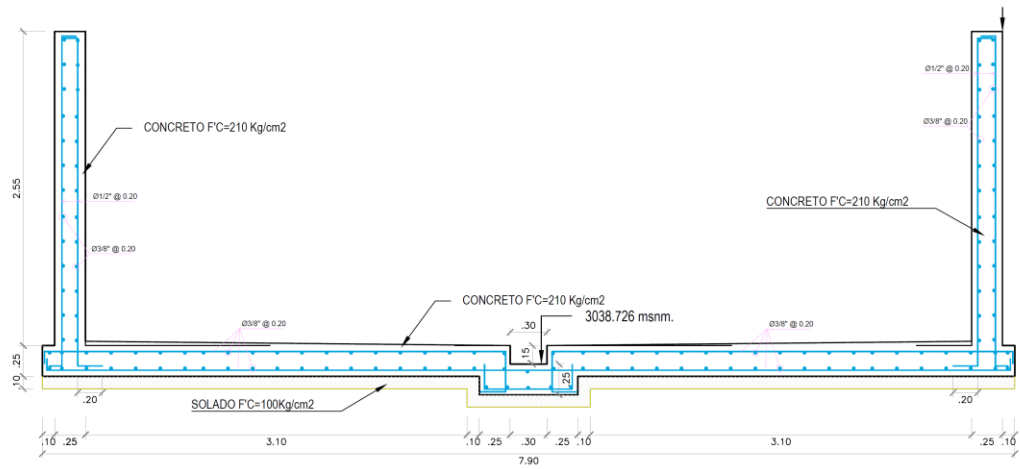 Ø1/2" @ 0.20
Ø3/8" @ 0.20
CONCRETO F'C=210 Kg/cm2
2.55
Ø1/2" @ 0.20
Ø3/8" @ 0.20
CONCRETO F'C=210 Kg/cm2
CONCRETO F'C=210 Kg/cm2
.30
3038.726 msnm.
Ø3/8" @ 0.20
Ø3/8" @ 0.20
.15
.25
.25
.10
.20
SOLADO F'C=100Kg/cm2
.20
.10 .25 3.10 .10 .25 .30 .25 .10 3.10 .25 .10
7.90